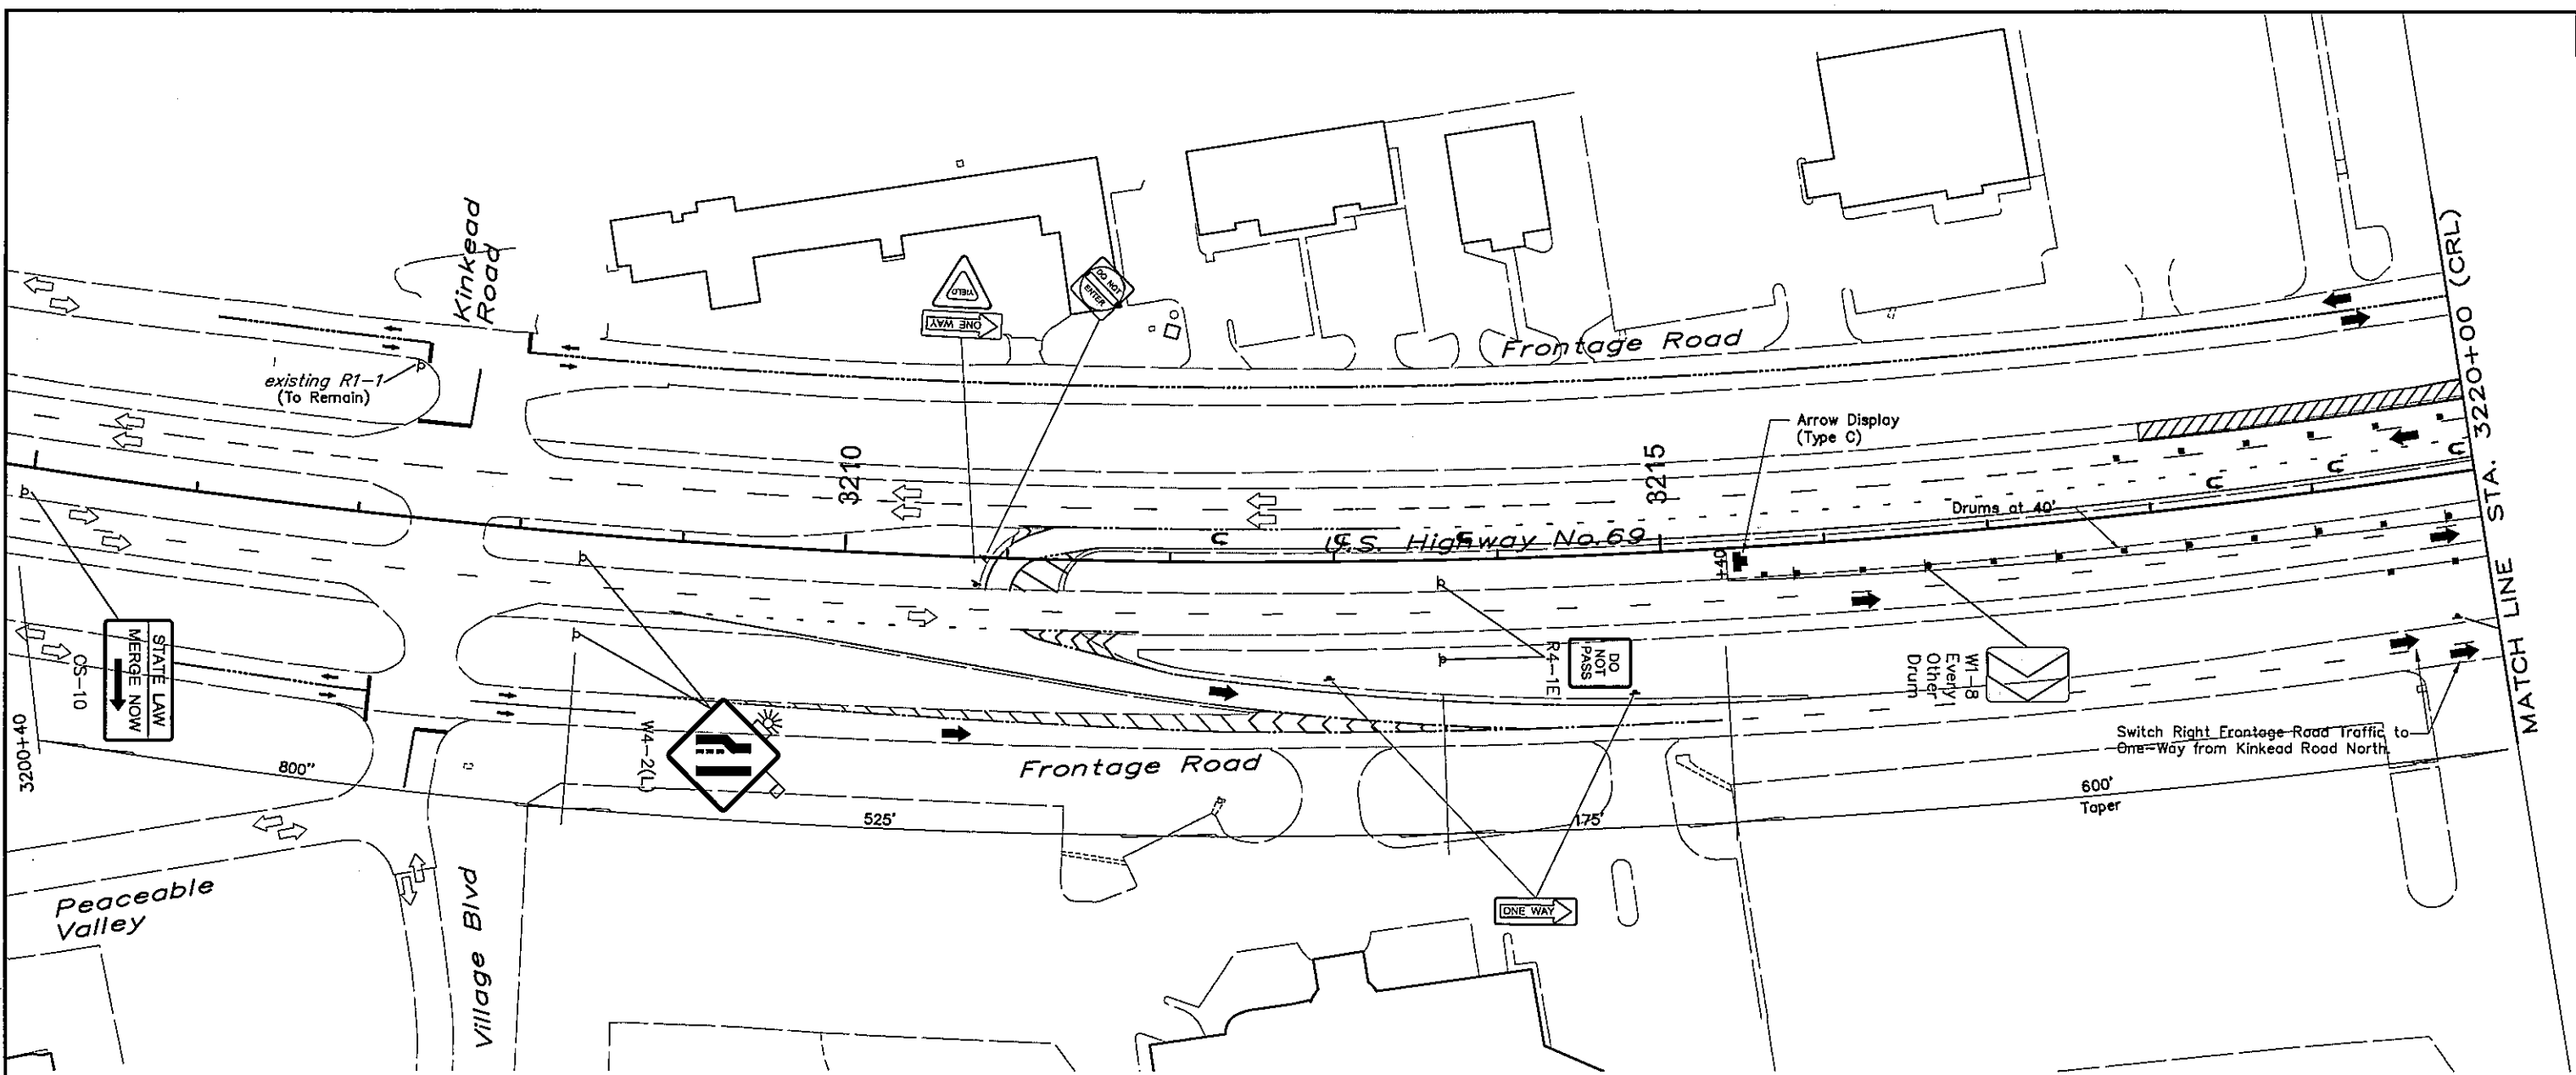 Kinkead
Road
existing R1-1
(To Remain)
YIELD
ONE WAY
DO NOT
ENTER
Frontage Road
Arrow Display
(Type C)
3210
3215
U.S. Highway No.69
Drums at 40'
+40
MATCH LINE STA. 3220+00 (CRL)
STATE LAW
MERGE NOW
CS-10
3200+40
800"
W4-2(L)
525'
Frontage Road
R4-1E
DO
NOT
PASS
175'
ONE WAY
W1-8
Every
Other
Drum
Switch Right Frontage Road Traffic to
One-Way from Kinkead Road North
600'
Taper
Peaceable
Valley
Village Blvd